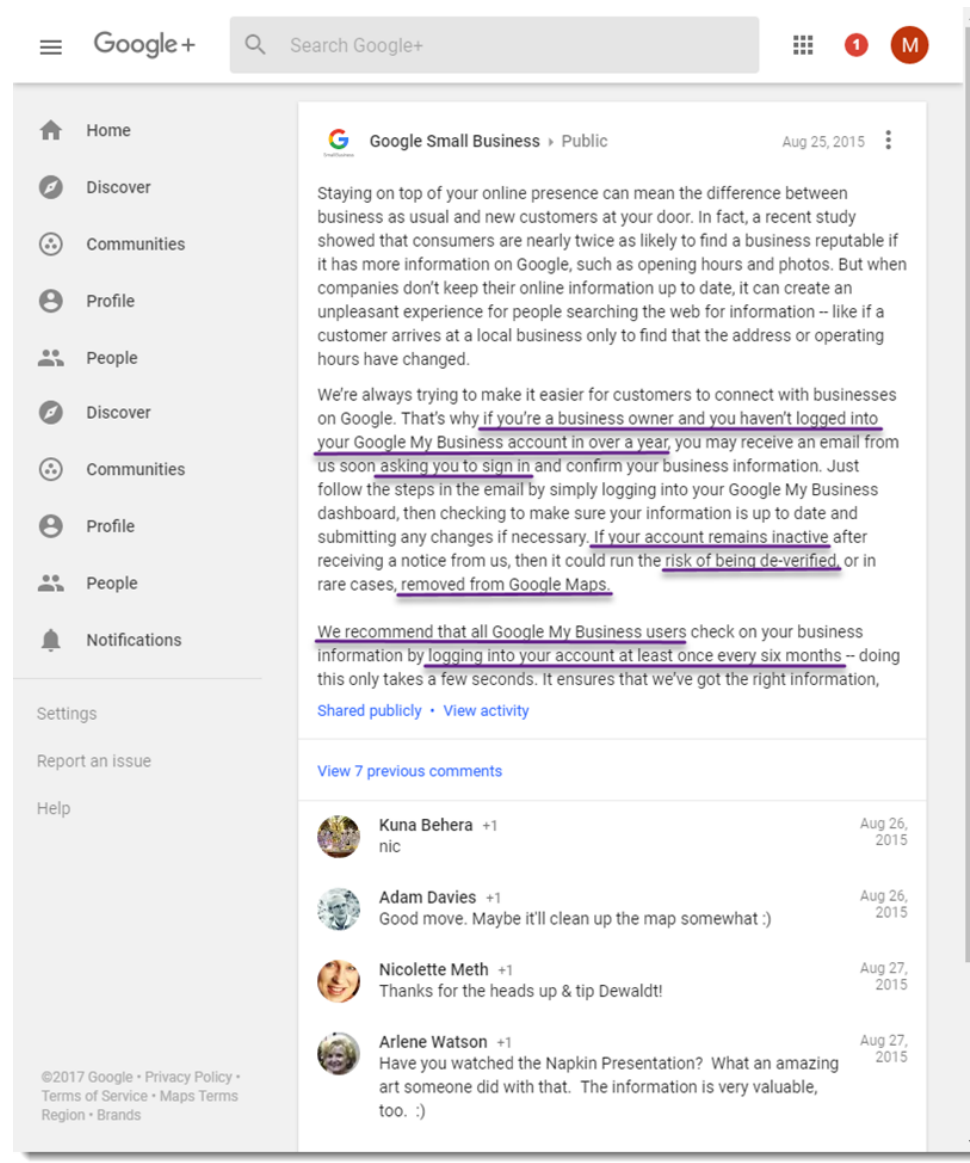 Google+
Search Google+
1
M
Home
Discover
Communities
Profile
People
Discover
Communities
Profile
People
Notifications
Settings
Report an issue
Help
©2017 Google • Privacy Policy •
Terms of Service • Maps Terms
Region • Brands
Google Small Business › Public
Aug 25, 2015
Staying on top of your online presence can mean the difference between
business as usual and new customers at your door. In fact, a recent study
showed that consumers are nearly twice as likely to find a business reputable if
it has more information on Google, such as opening hours and photos. But when
companies don't keep their online information up to date, it can create an
unpleasant experience for people searching the web for information -- like if a
customer arrives at a local business only to find that the address or operating
hours have changed.
We're always trying to make it easier for customers to connect with businesses
on Google. That's why if you're a business owner and you haven't logged into
your Google My Business account in over a year, you may receive an email from
us soon asking you to sign in and confirm your business information. Just
follow the steps in the email by simply logging into your Google My Business
dashboard, then checking to make sure your information is up to date and
submitting any changes if necessary. If your account remains inactive after
receiving a notice from us, then it could run the risk of being de-verified, or in
rare cases, removed from Google Maps.
We recommend that all Google My Business users check on your business
information by logging into your account at least once every six months -- doing
this only takes a few seconds. It ensures that we've got the right information,
Shared publicly • View activity
View 7 previous comments
Kuna Behera +1
Aug 26,
2015
nic
Adam Davies +1
Aug 26,
2015
Good move. Maybe it'll clean up the map somewhat :)
Nicolette Meth +1
Aug 27,
2015
Thanks for the heads up & tip Dewaldt!
Arlene Watson +1
Aug 27,
2015
Have you watched the Napkin Presentation? What an amazing
art someone did with that. The information is very valuable,
too. :)